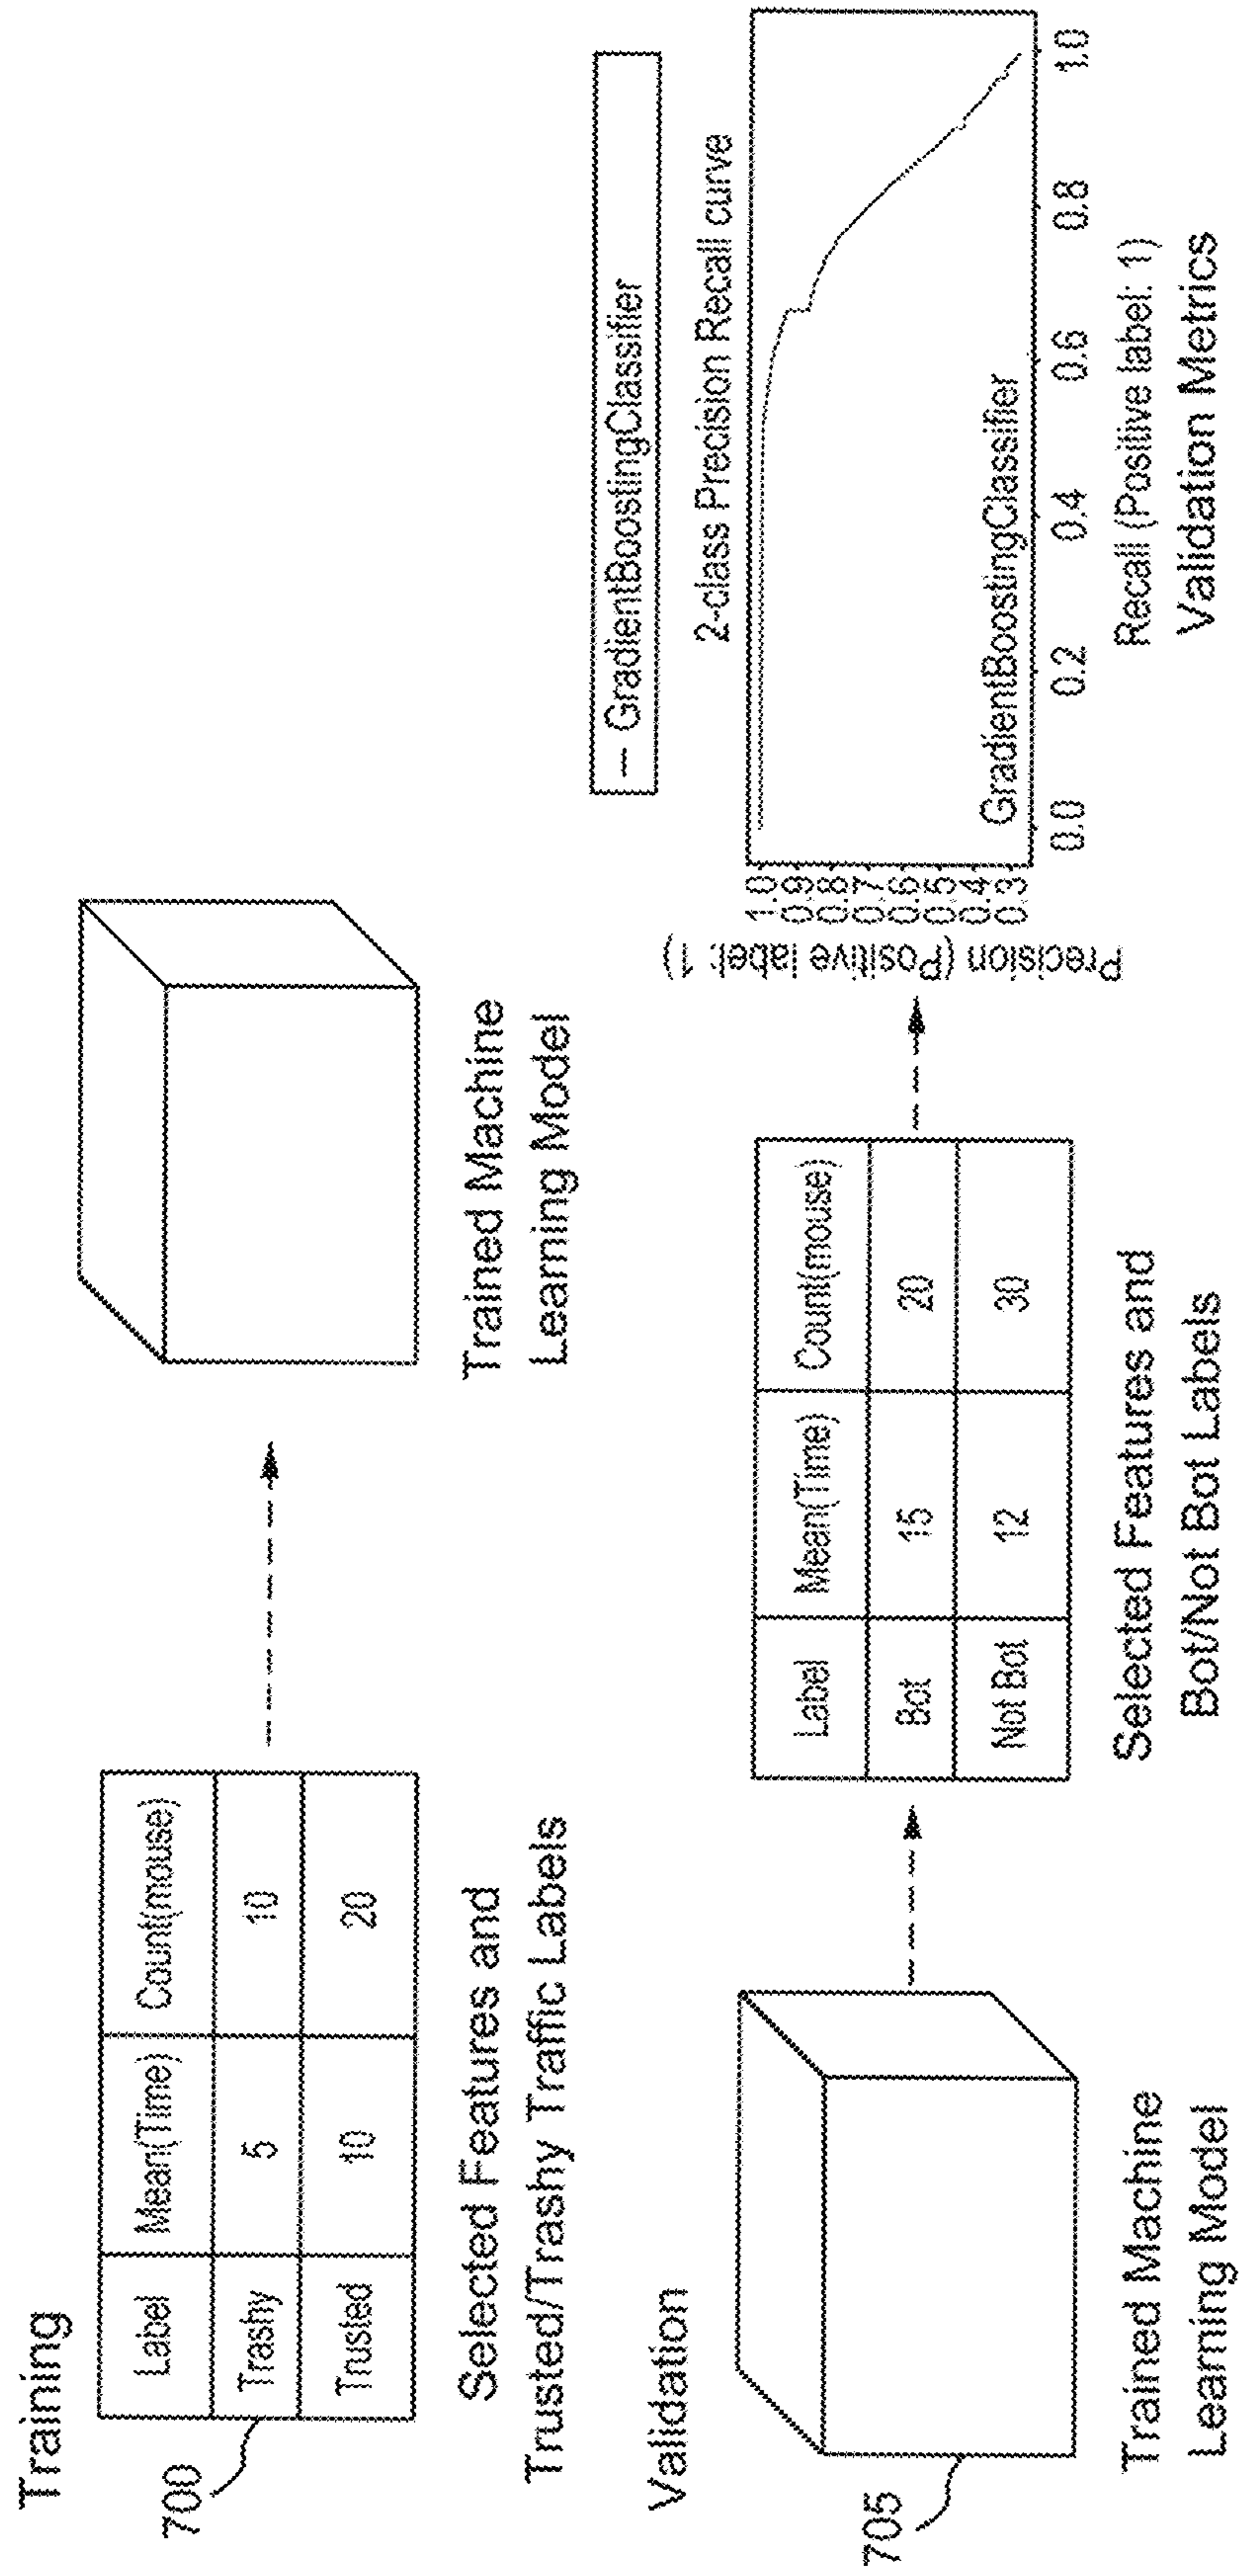 Training
700
Label Mean(Time) Count(mouse)
Trashy 5 10
Trusted 10 20
Selected Features and
Trusted/Trashy Traffic Labels
Trained Machine
Learning Model
Validation
705
Trained Machine
Learning Model
Label Mean(Time) Count(mouse)
Bot 15 20
Not Bot 12 30
Selected Features and
Bot/Not Bot Labels
-- GradientBoostingClassifier
2-class Precision Recall curve
Precision (Positive label: 1)
1.0
0.9
0.8
0.7
0.6
0.5
0.4
0.3
GradientBoostingClassifier
0.0 0.2 0.4 0.6 0.8 1.0
Recall (Positive label: 1)
Validation Metrics